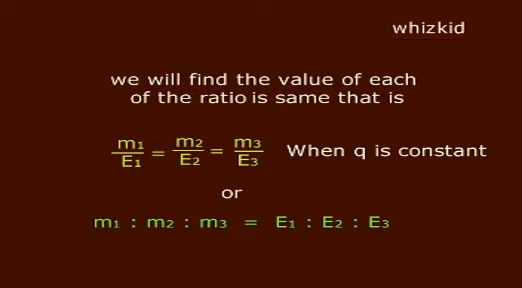 whizkid
we will find the value of each
of the ratio is same that is
m₁/E₁ = m₂/E₂ = m₃/E₃ When q is constant
or
m₁ : m₂ : m₃ = E₁ : E₂ : E₃